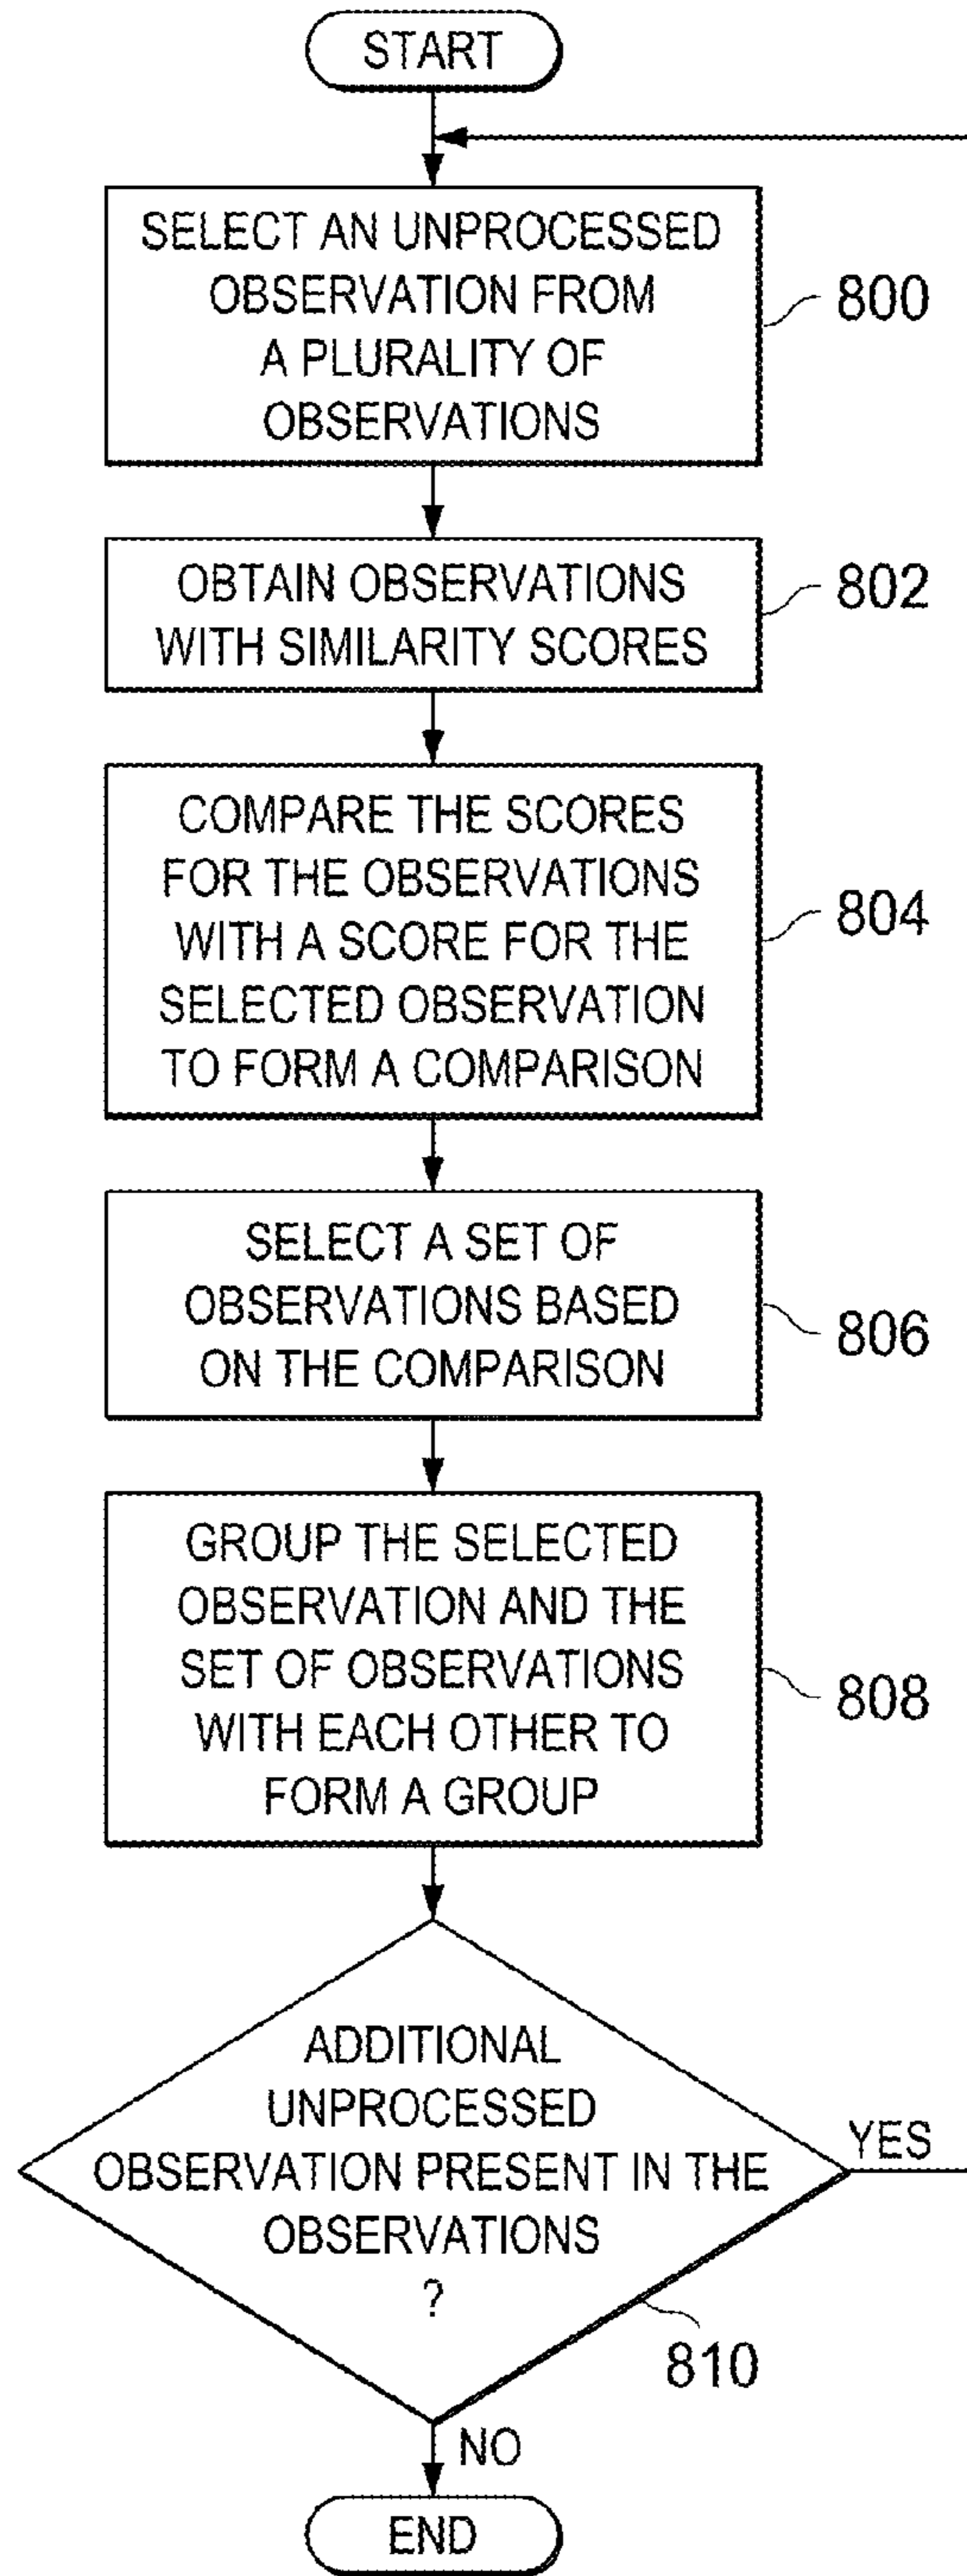 START
SELECT AN UNPROCESSED
OBSERVATION FROM
A PLURALITY OF
OBSERVATIONS
800
OBTAIN OBSERVATIONS
WITH SIMILARITY SCORES
802
COMPARE THE SCORES
FOR THE OBSERVATIONS
WITH A SCORE FOR THE
SELECTED OBSERVATION
TO FORM A COMPARISON
804
SELECT A SET OF
OBSERVATIONS BASED
ON THE COMPARISON
806
GROUP THE SELECTED
OBSERVATION AND THE
SET OF OBSERVATIONS
WITH EACH OTHER TO
FORM A GROUP
808
ADDITIONAL
UNPROCESSED
OBSERVATION PRESENT IN THE
OBSERVATIONS
?
YES
810
NO
END